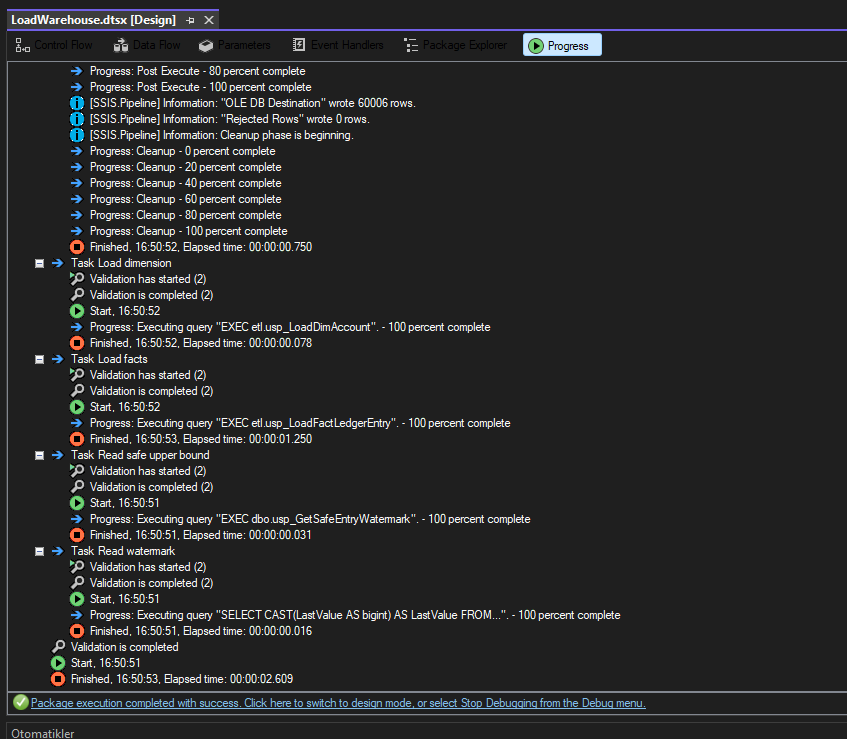 LoadWarehouse.dtsx [Design]
Control Flow
Data Flow
Parameters
Event Handlers
Package Explorer
Progress
Progress: Post Execute - 80 percent complete
Progress: Post Execute - 100 percent complete
[SSIS.Pipeline] Information: "OLE DB Destination" wrote 60006 rows.
[SSIS.Pipeline] Information: "Rejected Rows" wrote 0 rows.
[SSIS.Pipeline] Information: Cleanup phase is beginning.
Progress: Cleanup - 0 percent complete
Progress: Cleanup - 20 percent complete
Progress: Cleanup - 40 percent complete
Progress: Cleanup - 60 percent complete
Progress: Cleanup - 80 percent complete
Progress: Cleanup - 100 percent complete
Finished, 16:50:52, Elapsed time: 00:00:00.750
Task Load dimension
Validation has started (2)
Validation is completed (2)
Start, 16:50:52
Progress: Executing query "EXEC etl.usp_LoadDimAccount". - 100 percent complete
Finished, 16:50:52, Elapsed time: 00:00:00.078
Task Load facts
Validation has started (2)
Validation is completed (2)
Start, 16:50:52
Progress: Executing query "EXEC etl.usp_LoadFactLedgerEntry". - 100 percent complete
Finished, 16:50:53, Elapsed time: 00:00:01.250
Task Read safe upper bound
Validation has started (2)
Validation is completed (2)
Start, 16:50:51
Progress: Executing query "EXEC dbo.usp_GetSafeEntryWatermark". - 100 percent complete
Finished, 16:50:51, Elapsed time: 00:00:00.031
Task Read watermark
Validation has started (2)
Validation is completed (2)
Start, 16:50:51
Progress: Executing query "SELECT CAST(LastValue AS bigint) AS LastValue FROM...". - 100 percent complete
Finished, 16:50:51, Elapsed time: 00:00:00.016
Validation is completed
Start, 16:50:51
Finished, 16:50:53, Elapsed time: 00:00:02.609
Package execution completed with success. Click here to switch to design mode, or select Stop Debugging from the Debug menu.
Otomatikler